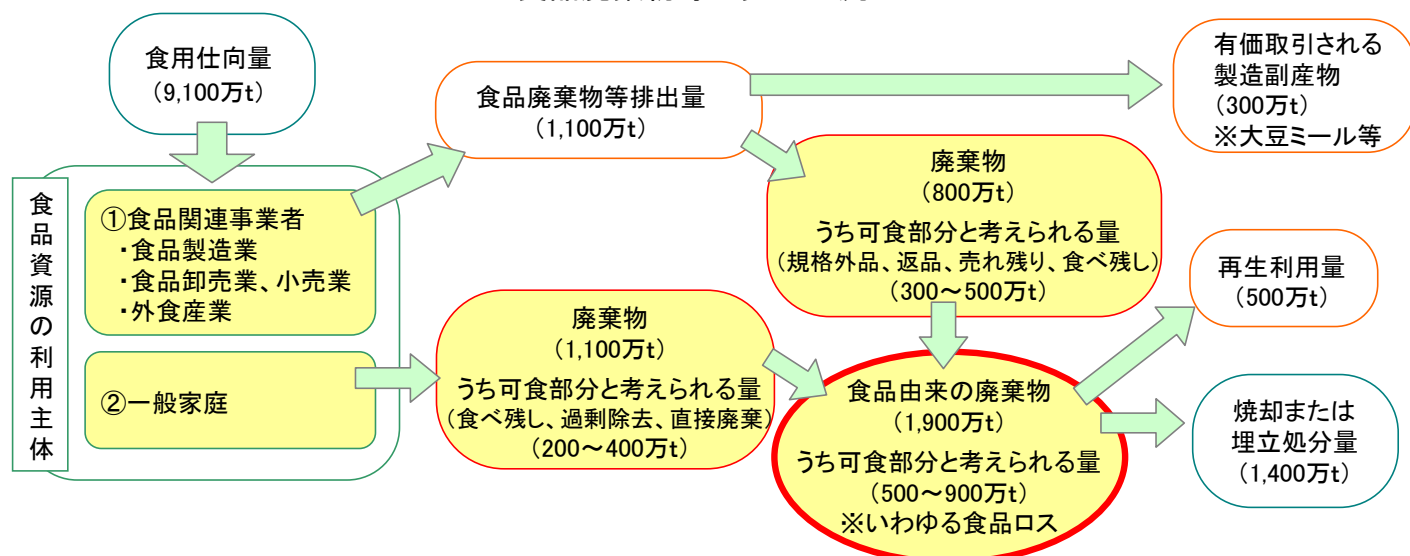 食用仕向量
(9,100万t)
食品資源の利用主体
①食品関連事業者
・食品製造業
・食品卸売業、小売業
・外食産業
②一般家庭
食品廃棄物等排出量
(1,100万t)
有価取引される
製造副産物
(300万t)
※大豆ミール等
廃棄物
(800万t)
うち可食部分と考えられる量
(規格外品、返品、売れ残り、食べ残し)
(300～500万t)
廃棄物
(1,100万t)
うち可食部分と考えられる量
(食べ残し、過剰除去、直接廃棄)
(200～400万t)
食品由来の廃棄物
(1,900万t)
うち可食部分と考えられる量
(500～900万t)
※いわゆる食品ロス
再生利用量
(500万t)
焼却または
埋立処分量
(1,400万t)